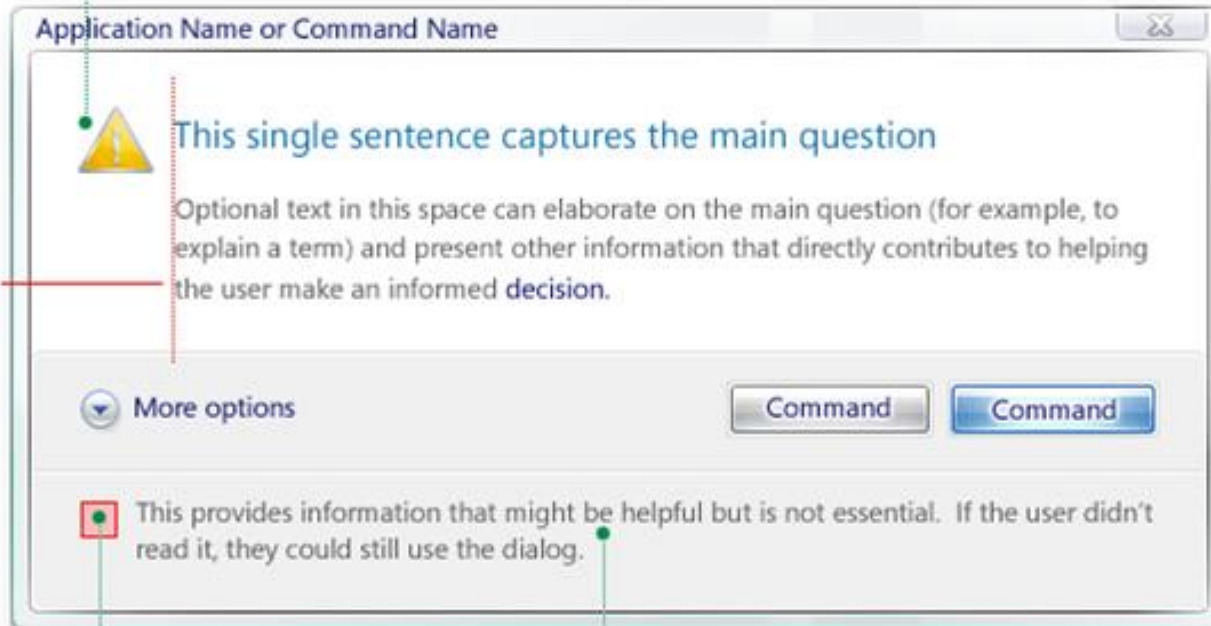 Application Name or Command Name
This single sentence captures the main question
Optional text in this space can elaborate on the main question (for example, to
explain a term) and present other information that directly contributes to helping
the user make an informed decision.
More options
Command
Command
This provides information that might be helpful but is not essential.  If the user didn't
read it, they could still use the dialog.